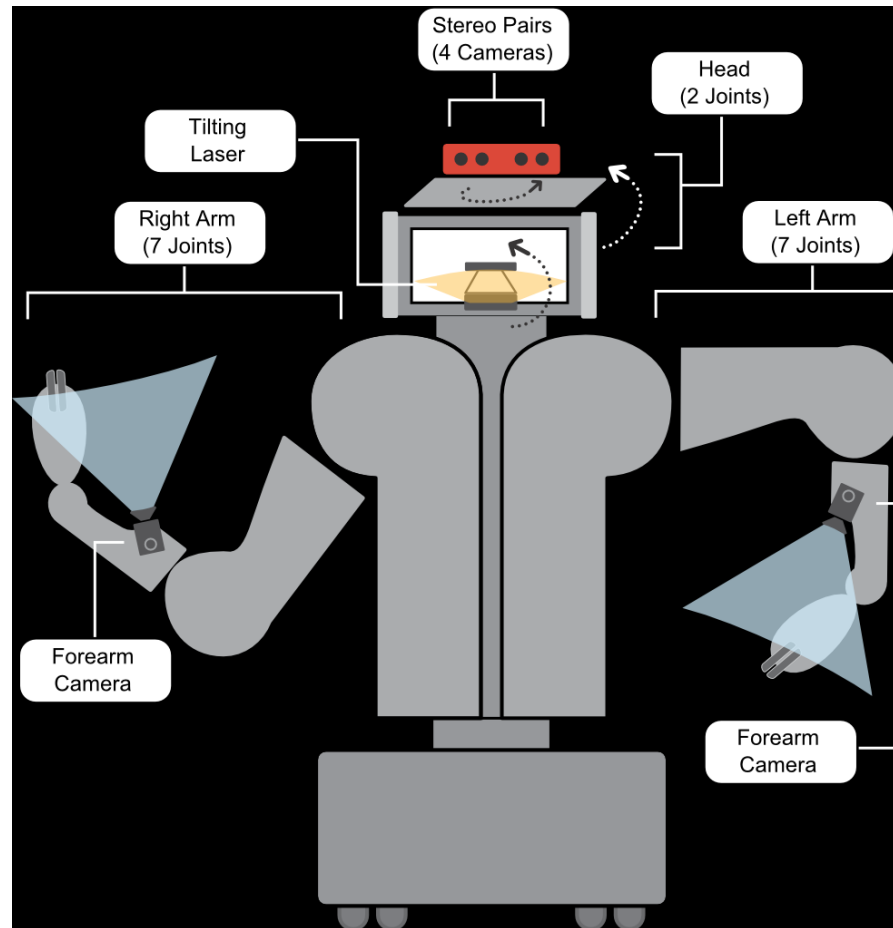 Stereo Pairs
(4 Cameras)
Head
(2 Joints)
Tilting
Laser
Right Arm
(7 Joints)
Left Arm
(7 Joints)
Forearm
Camera
Forearm
Camera